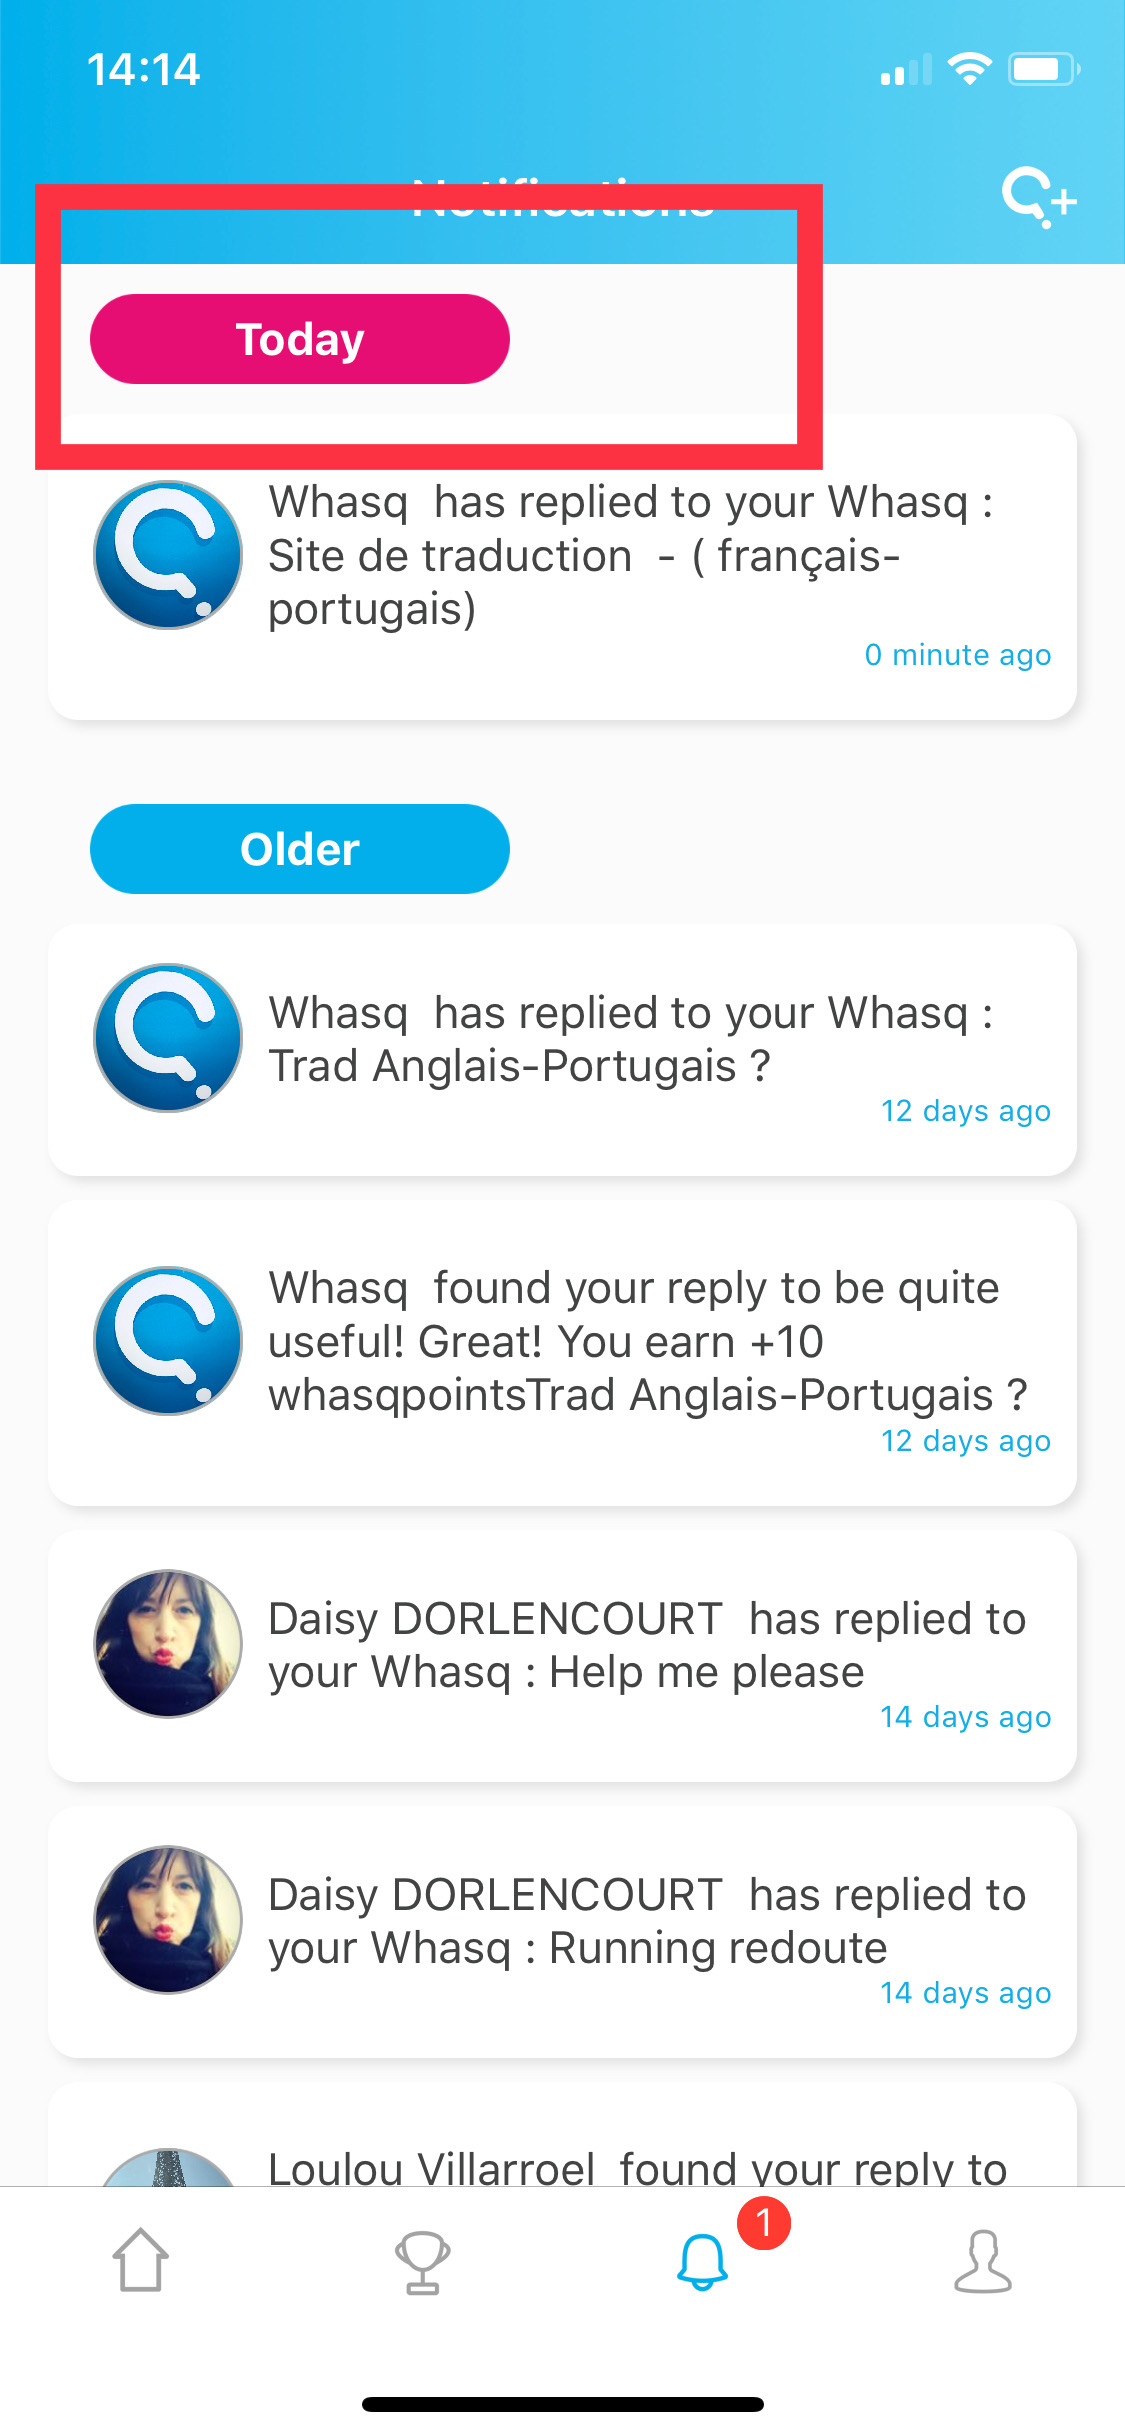 14:14
Notifications
Today
Whasq  has replied to your Whasq :
Site de traduction  - ( français-
portugais)
0 minute ago
Older
Whasq  has replied to your Whasq :
Trad Anglais-Portugais ?
12 days ago
Whasq  found your reply to be quite
useful! Great! You earn +10
whasqpointsTrad Anglais-Portugais ?
12 days ago
Daisy DORLENCOURT  has replied to
your Whasq : Help me please
14 days ago
Daisy DORLENCOURT  has replied to
your Whasq : Running redoute
14 days ago
Loulou Villarroel  found your reply to
1